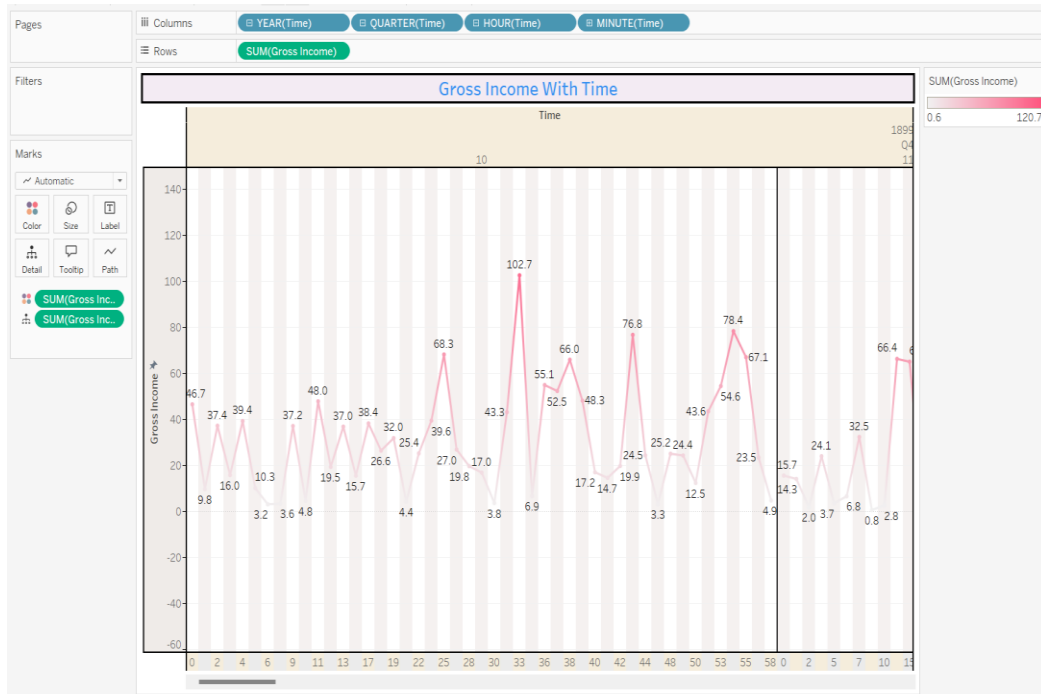 Pages
Columns
YEAR(Time)
QUARTER(Time)
HOUR(Time)
MINUTE(Time)
Rows
SUM(Gross Income)
Filters
Marks
Automatic
Color Size Label
Detail Tooltip Path
SUM(Gross Inc..
SUM(Gross Inc..
Gross Income With Time
Time
1899
Q4
10 11
Gross Income
140
120
100
80
60
40
20
0
-20
-40
-60
46.7 9.8 37.4 16.0 39.4 10.3 3.2 3.6 37.2 4.8 48.0 19.5 37.0 15.7 38.4 26.6 32.0 4.4 25.4 39.6 68.3 27.0 19.8 17.0 3.8 43.3 102.7 6.9 55.1 52.5 66.0 48.3 17.2 14.7 19.9 76.8 24.5 3.3 25.2 24.4 12.5 43.6 54.6 78.4 67.1 23.5 4.9 15.7 14.3 2.0 24.1 3.7 6.8 32.5 0.8 2.8 66.4
0 2 4 6 9 11 13 17 19 22 25 28 30 33 36 38 40 42 44 48 50 53 55 58 0 2 5 7 10 15
SUM(Gross Income)
0.6 120.7